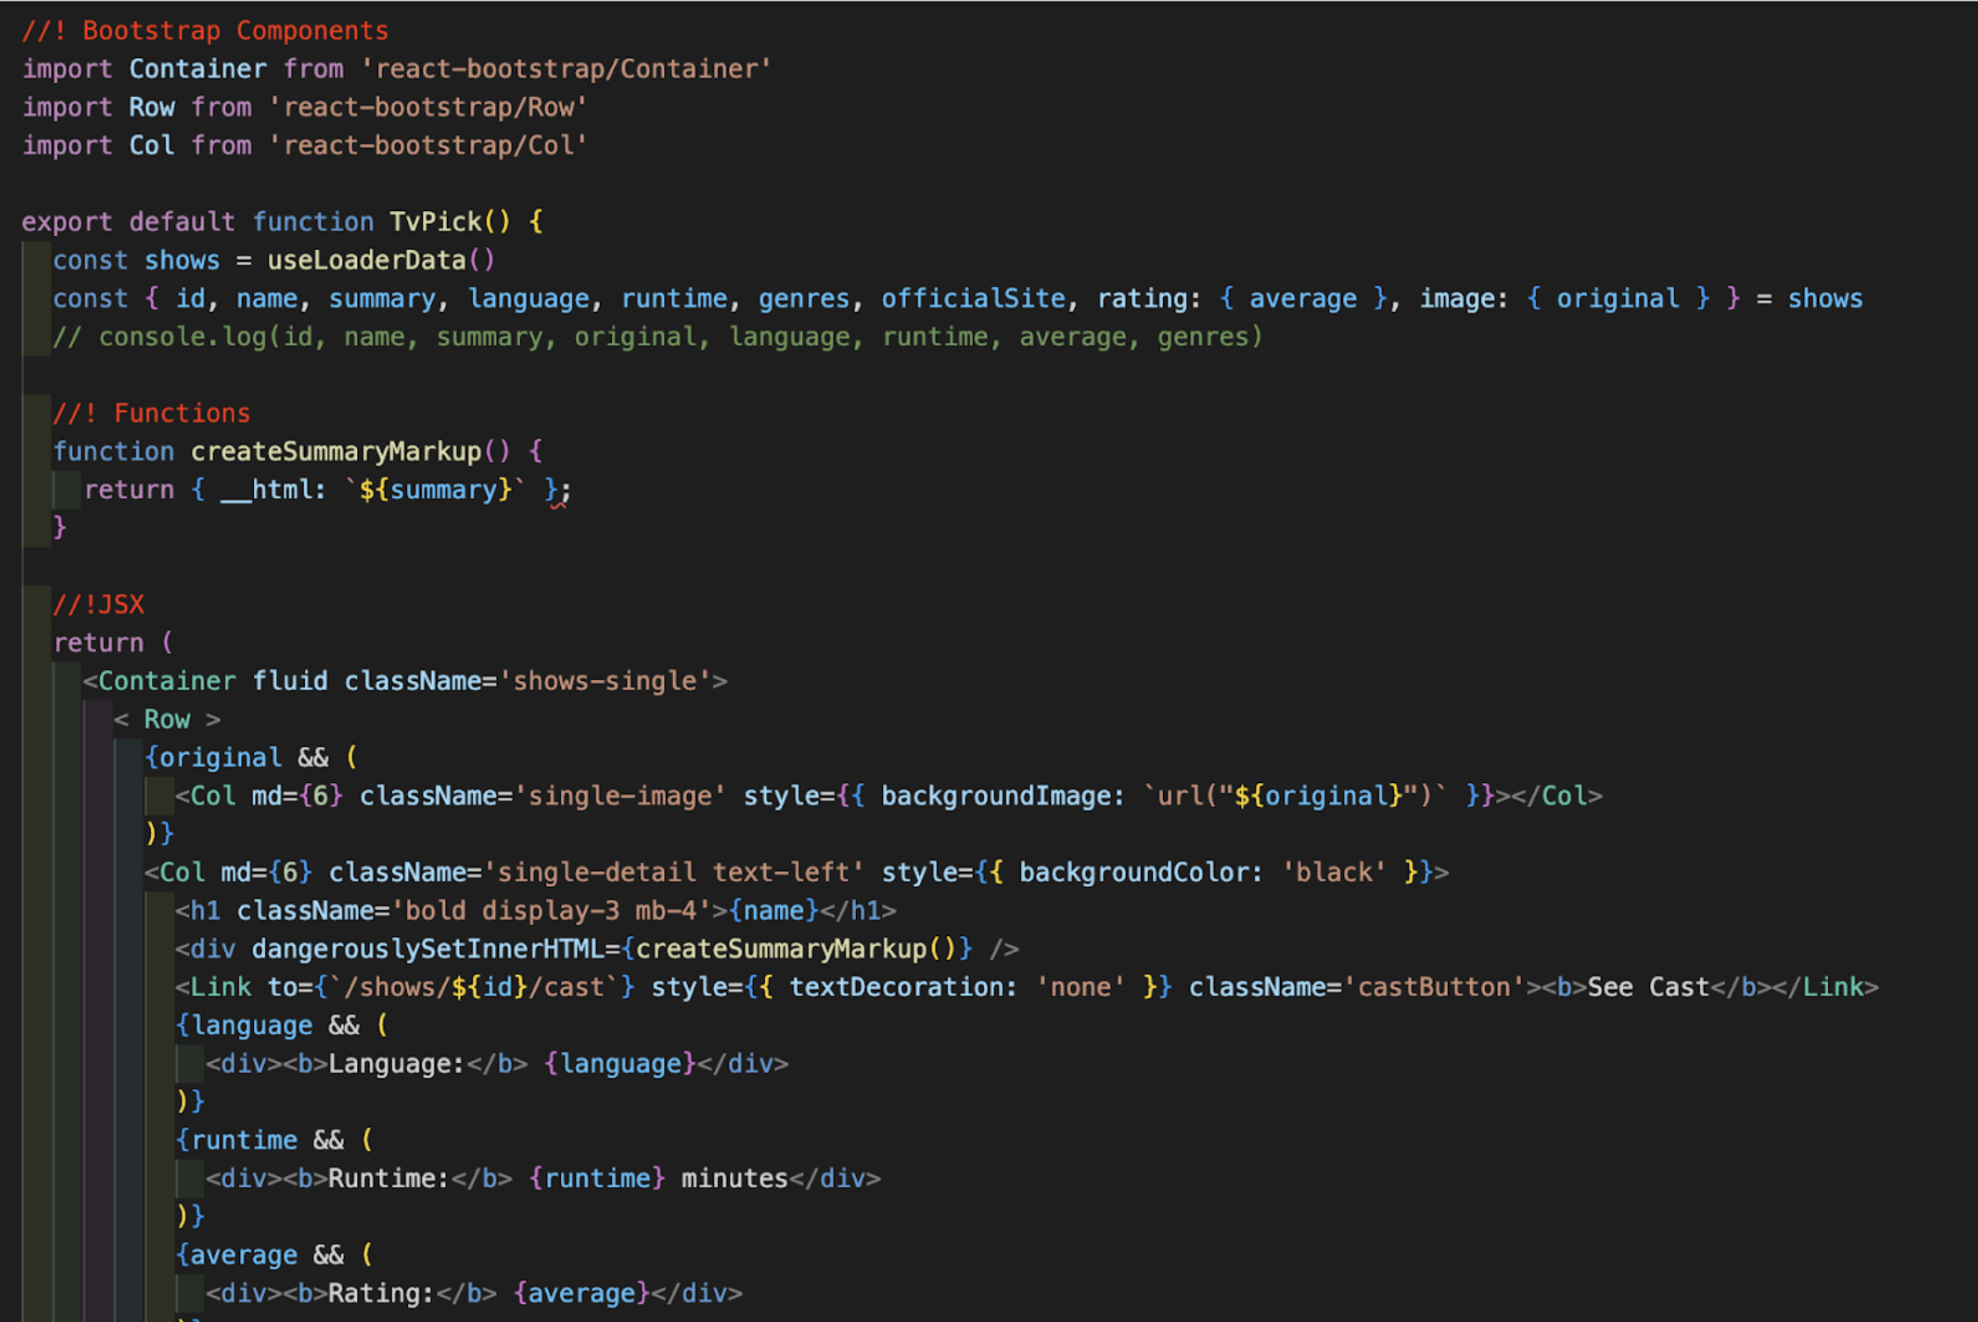 //! Bootstrap Components
import Container from 'react-bootstrap/Container'
import Row from 'react-bootstrap/Row'
import Col from 'react-bootstrap/Col'
export default function TvPick() {
const shows = useLoaderData()
const { id, name, summary, language, runtime, genres, officialSite, rating: { average }, image: { original } } = shows
// console.log(id, name, summary, original, language, runtime, average, genres)
//! Functions
function createSummaryMarkup() {
return { __html: `${summary}` };
}
//!JSX
return (
<Container fluid className='shows-single'>
< Row >
{original && (
<Col md={6} className='single-image' style={{ backgroundImage: `url("${original}")` }}></Col>
)}
<Col md={6} className='single-detail text-left' style={{ backgroundColor: 'black' }}>
<h1 className='bold display-3 mb-4'>{name}</h1>
<div dangerouslySetInnerHTML={createSummaryMarkup()} />
<Link to={`/shows/${id}/cast`} style={{ textDecoration: 'none' }} className='castButton'><b>See Cast</b></Link>
{language && (
<div><b>Language:</b> {language}</div>
)}
{runtime && (
<div><b>Runtime:</b> {runtime} minutes</div>
)}
{average && (
<div><b>Rating:</b> {average}</div>